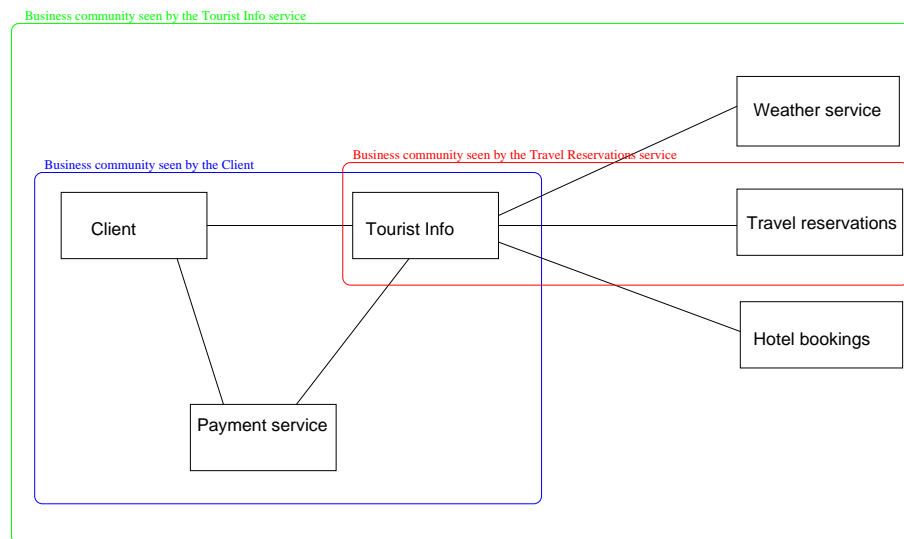 Business community seen by the Tourist Info service
Weather service
Business community seen by the Travel Reservations service
Business community seen by the Client
Client
Tourist Info
Travel reservations
Hotel bookings
Payment service